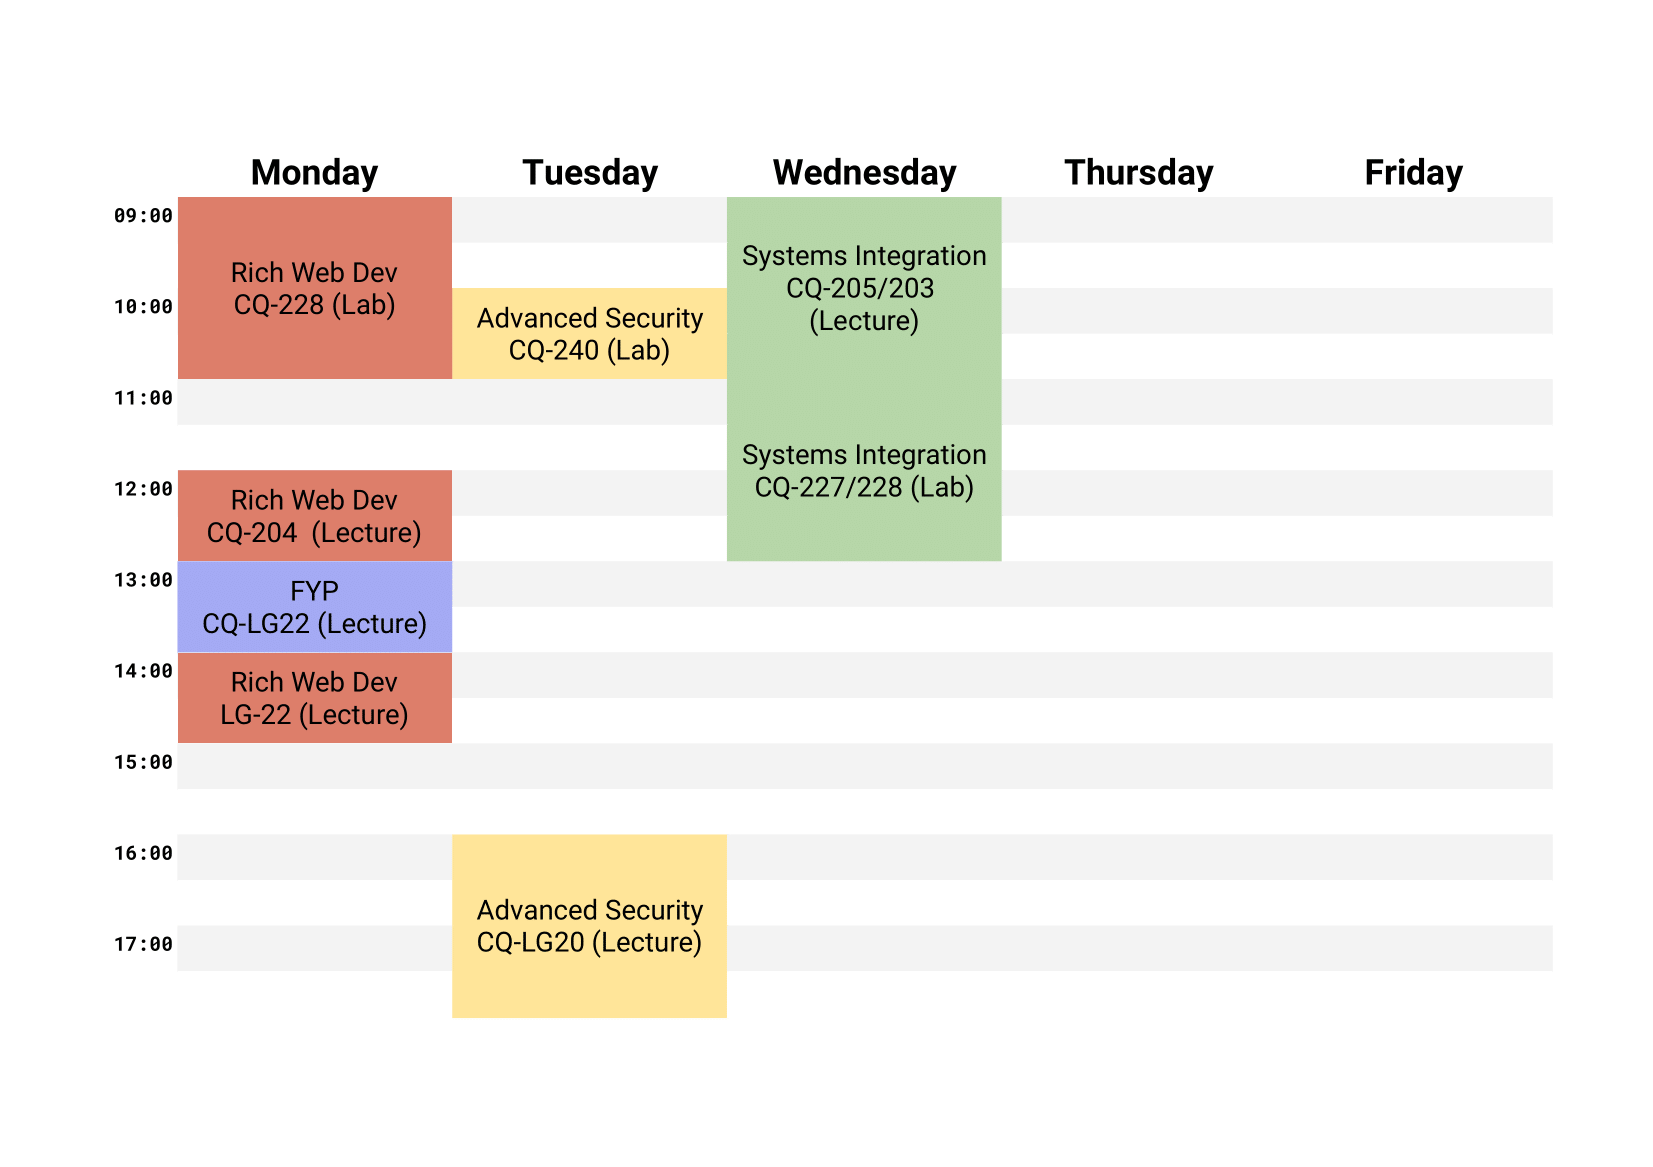 Monday
Tuesday
Wednesday
Thursday
Friday
09:00
Rich Web Dev
CQ-228 (Lab)
Systems Integration
CQ-205/203
(Lecture)
10:00
Advanced Security
CQ-240 (Lab)
11:00
Systems Integration
CQ-227/228 (Lab)
12:00
Rich Web Dev
CQ-204  (Lecture)
13:00
FYP
CQ-LG22 (Lecture)
14:00
Rich Web Dev
LG-22 (Lecture)
15:00
16:00
Advanced Security
CQ-LG20 (Lecture)
17:00